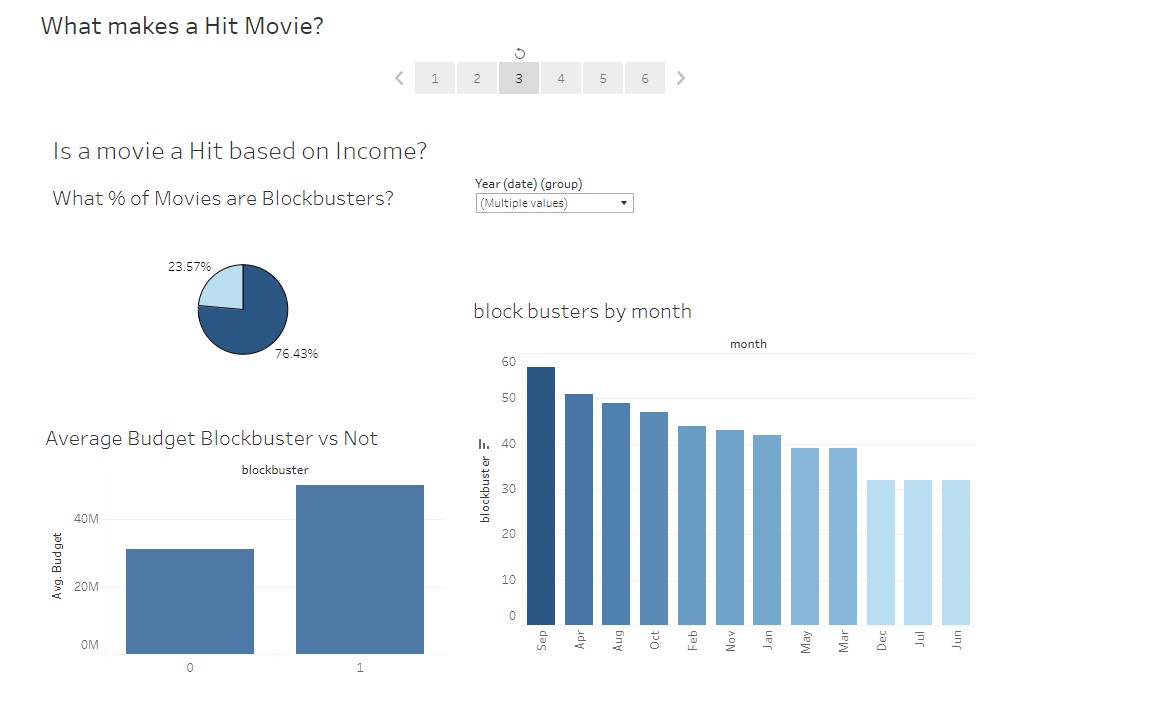 What makes a Hit Movie?
1 2 3 4 5 6
Is a movie a Hit based on Income?
What % of Movies are Blockbusters?
Year (date) (group)
(Multiple values)
23.57%
76.43%
block busters by month
month
60
50
40
30
20
10
0
blockbuster
Sep Apr Aug Oct Feb Nov Jan May Mar Dec Jul Jun
Average Budget Blockbuster vs Not
blockbuster
40M
20M
0M
Avg. Budget
0 1